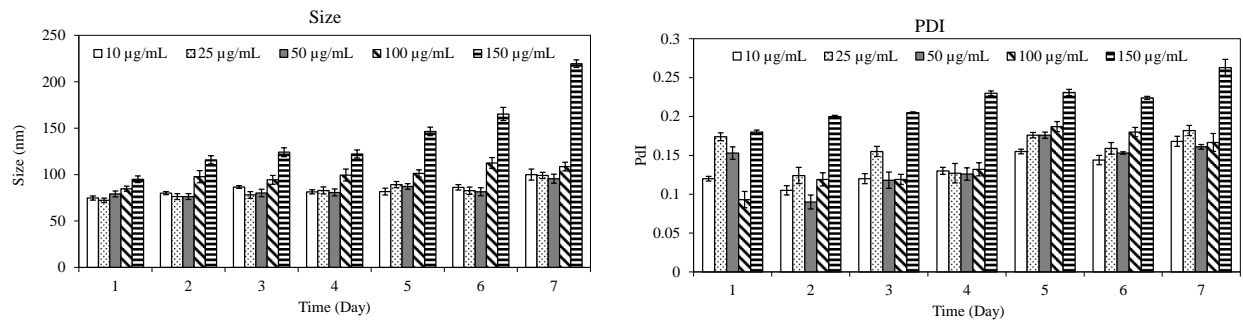 Size
10 µg/mL 25 µg/mL 50 µg/mL 100 µg/mL 150 µg/mL
250
200
150
100
50
0
Size (nm)
1 2 3 4 5 6 7
Time (Day)
PDI
10 µg/mL 25 µg/mL 50 µg/mL 100 µg/mL 150 µg/mL
0.3
0.25
0.2
0.15
0.1
0.05
0
PdI
1 2 3 4 5 6 7
Time (Day)